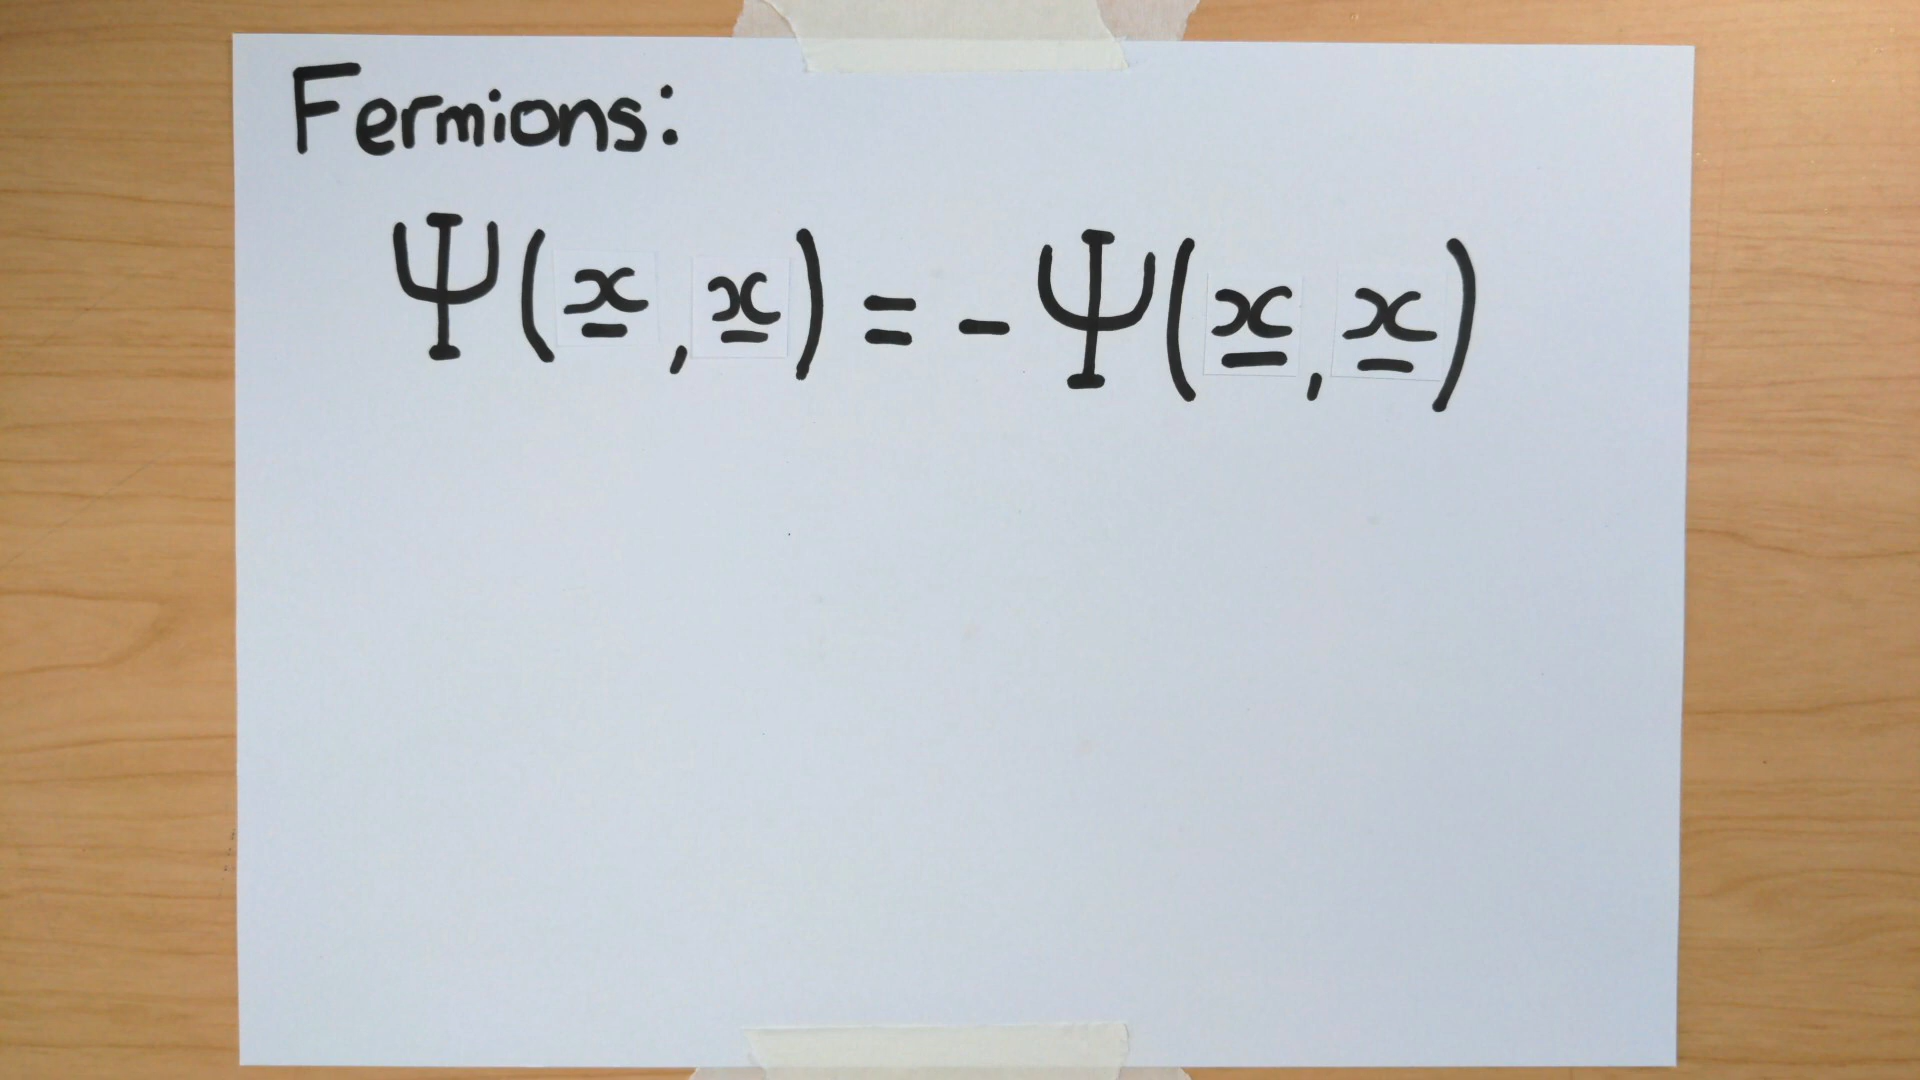 Fermions:
Ψ(x̲, x̲) = -Ψ(x̲, x̲)